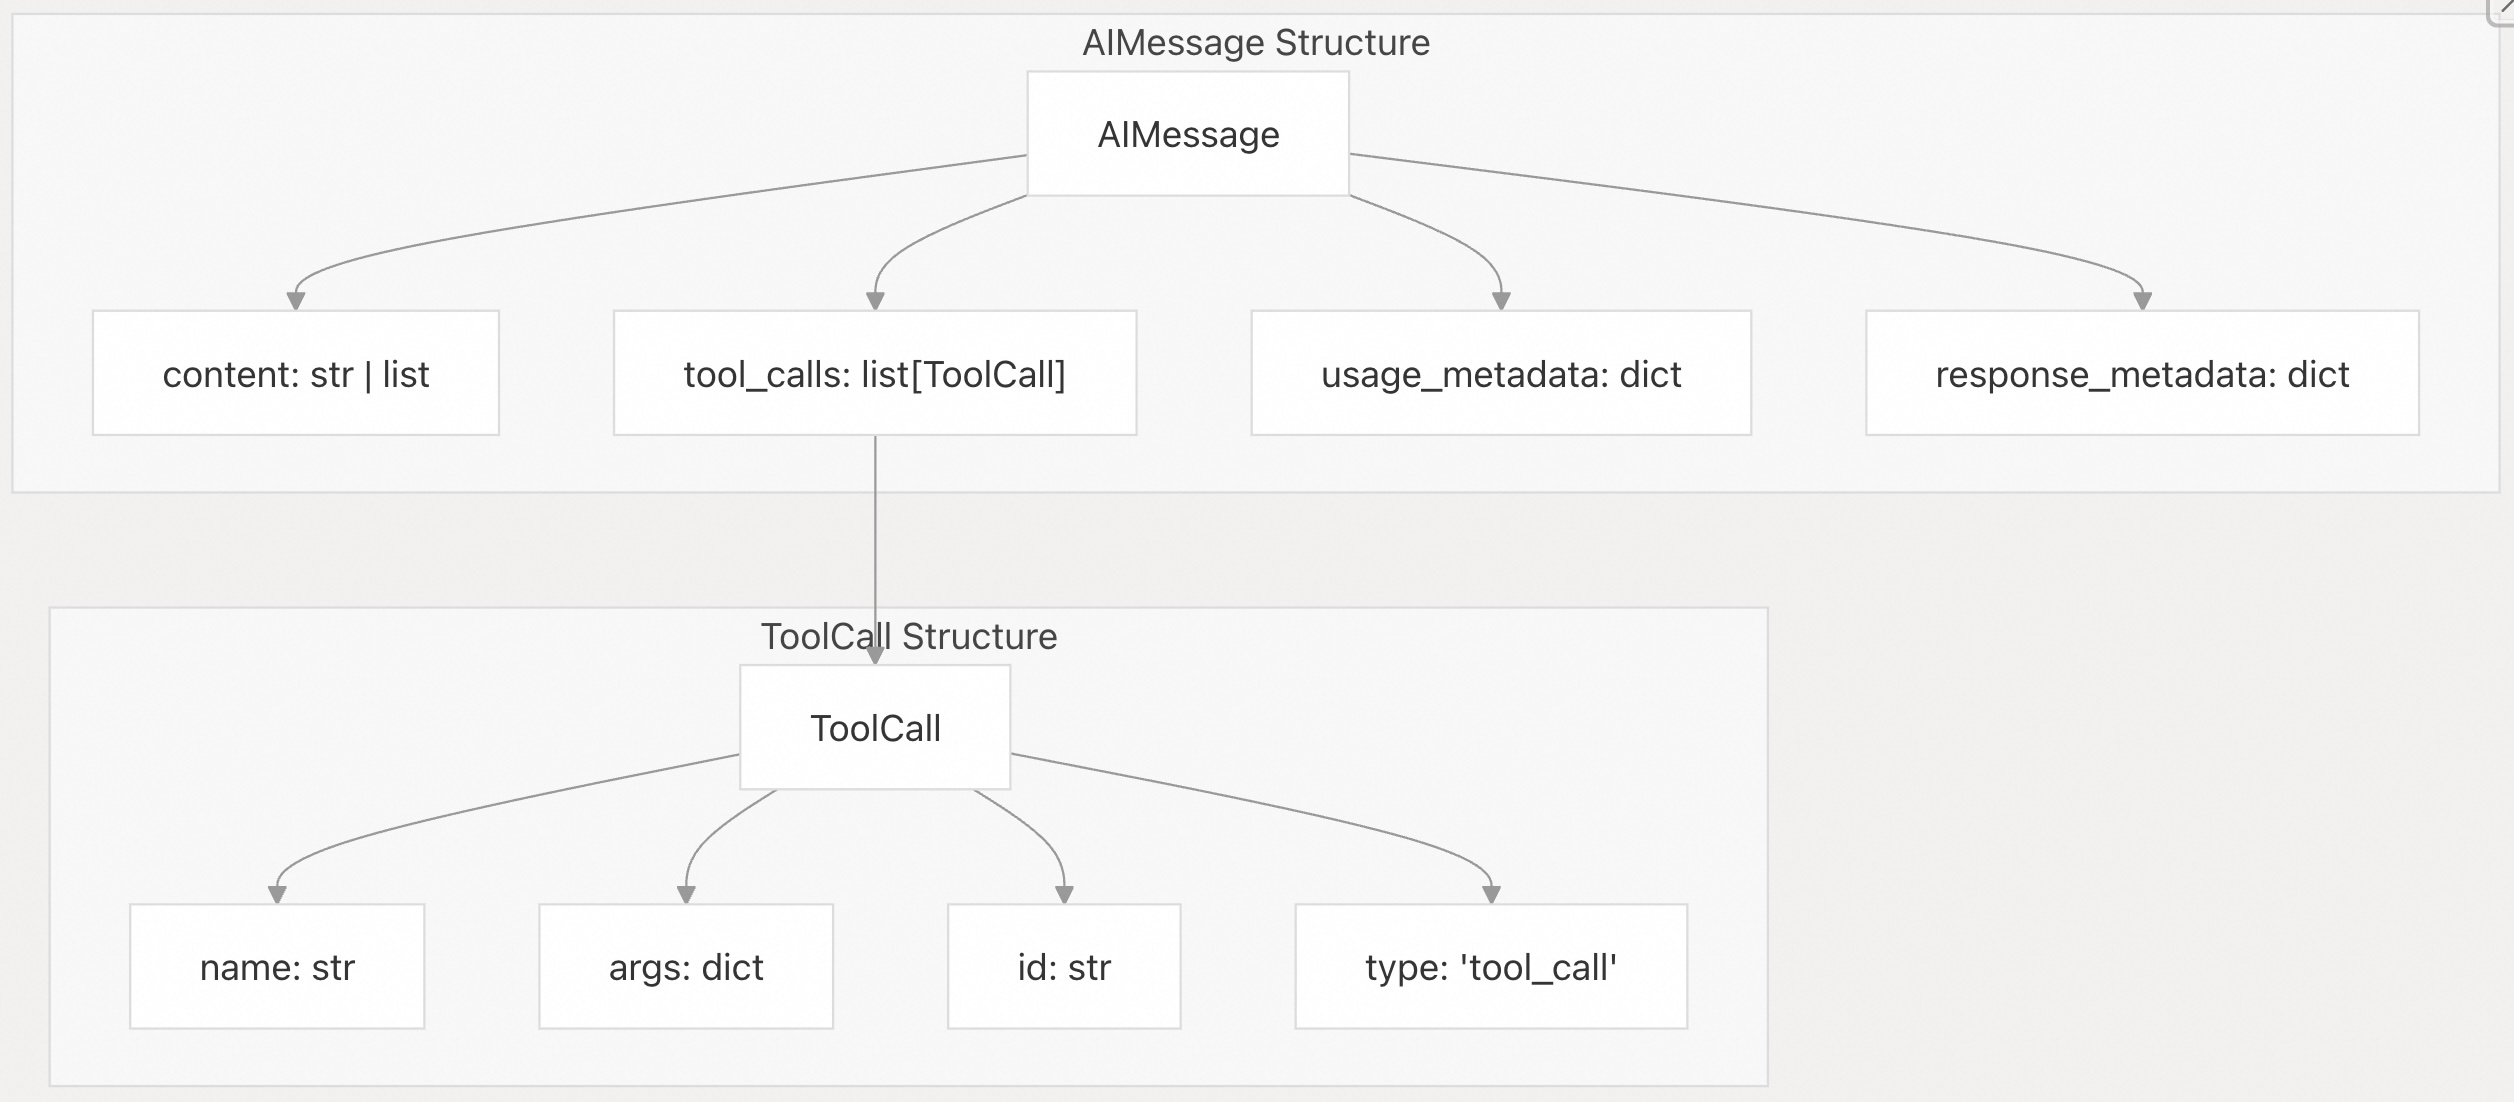 AIMessage Structure
AIMessage
content: str | list
tool_calls: list[ToolCall]
usage_metadata: dict
response_metadata: dict
ToolCall Structure
ToolCall
name: str
args: dict
id: str
type: 'tool_call'